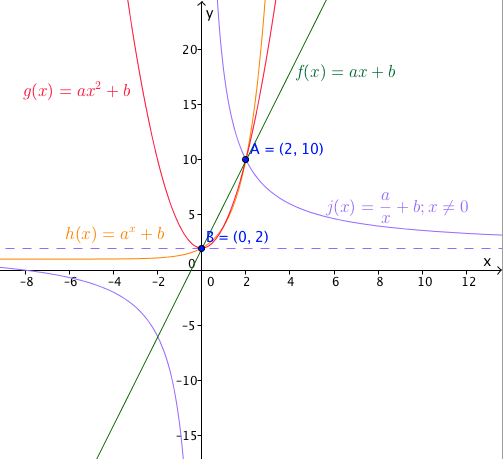 y
20
f(x) = ax + b
g(x) = ax² + b
15
10
A = (2, 10)
5
j(x) = a/x + b; x ≠ 0
h(x) = aˣ + b
B = (0, 2)
0
x
-8 -6 -4 -2 0 2 4 6 8 10 12
-5
-10
-15